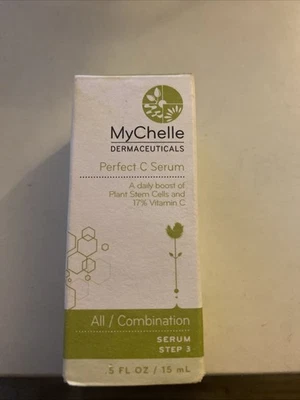 MyChelle
DERMACEUTICALS
Perfect C Serum
A daily boost of
Plant Stem Cells and
17% Vitamin C
All / Combination
SERUM
STEP 3
.5 FL OZ / 15 mL